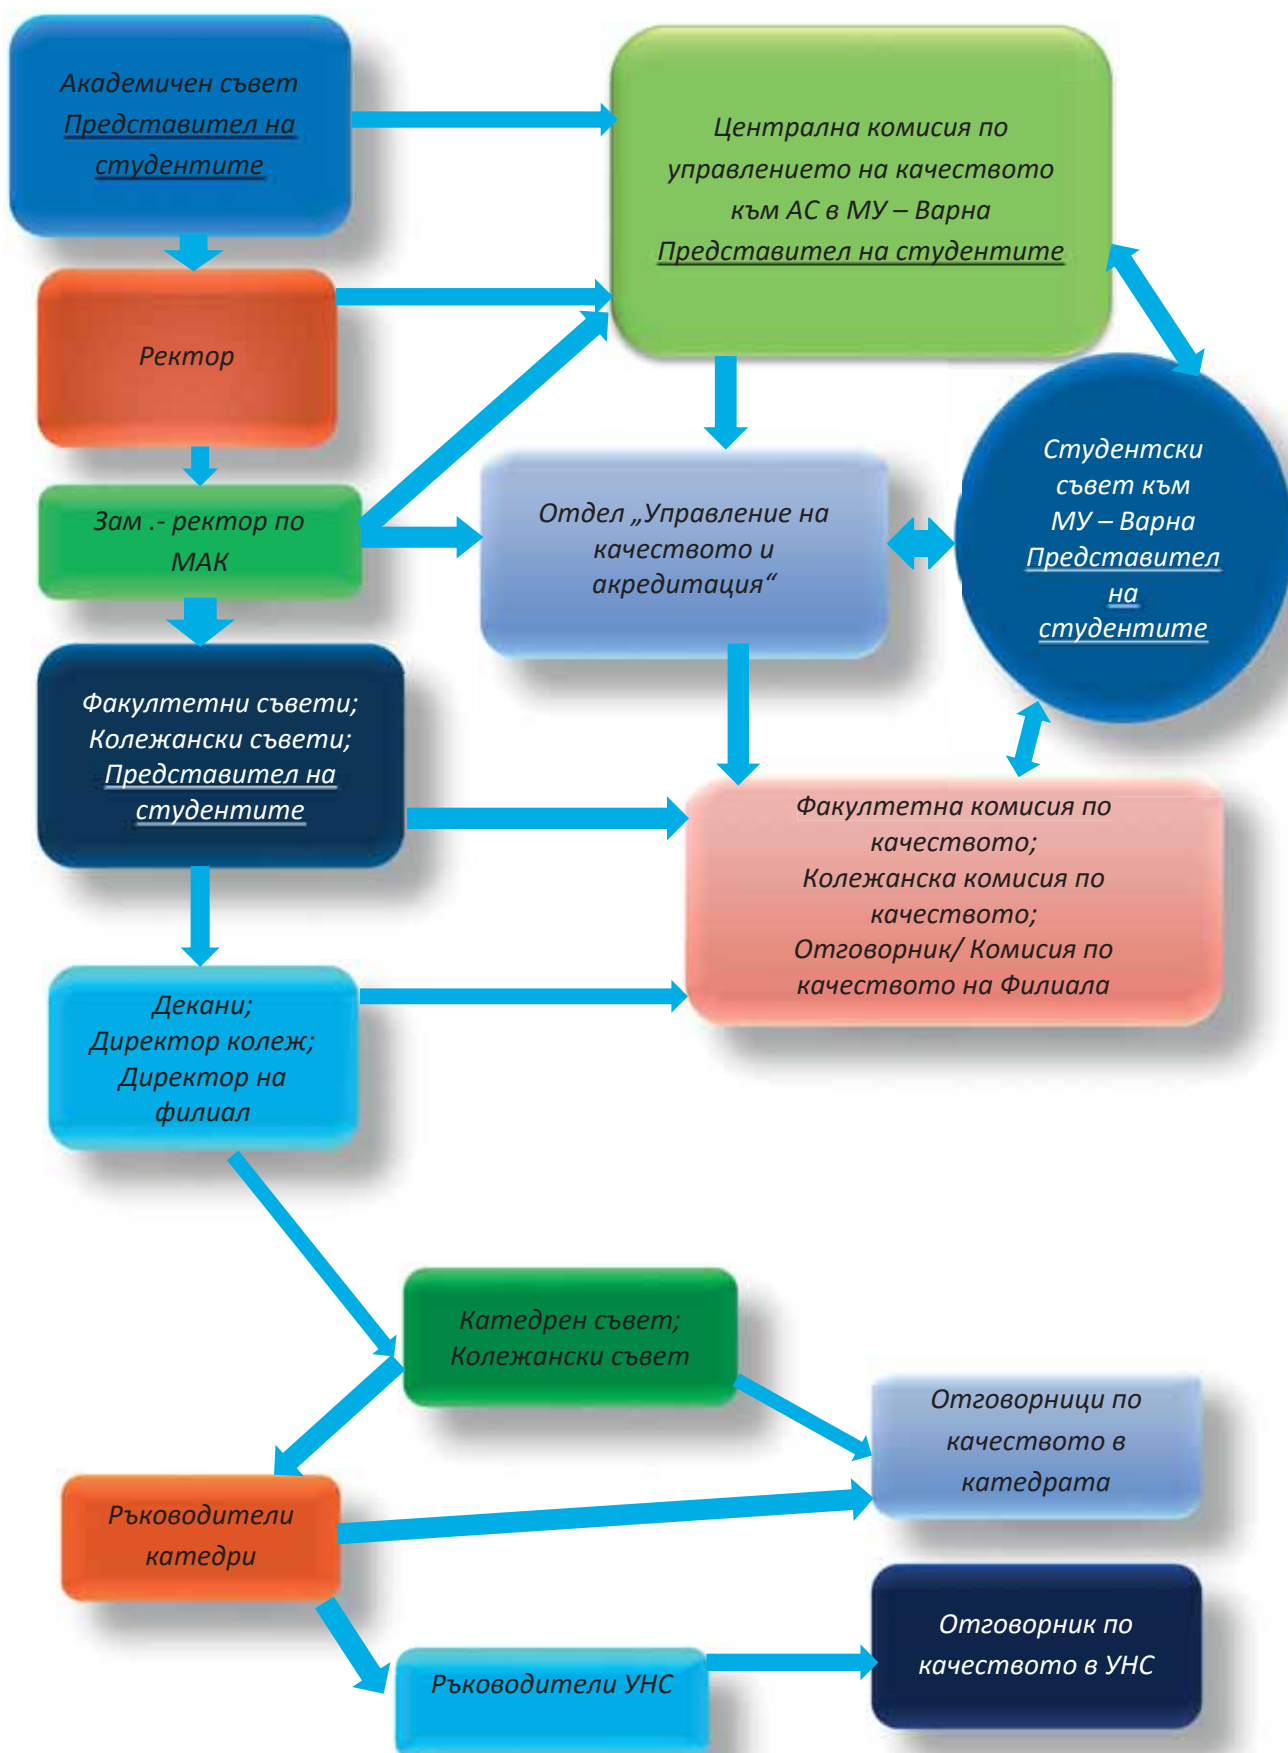 Академичен съвет
Представител на
студентите
Централна комисия по
управлението на качеството
към АС в МУ – Варна
Представител на студентите
Ректор
Зам .- ректор по
МАК
Отдел „Управление на
качеството и
акредитация“
Студентски
съвет към
МУ – Варна
Представител
на
студентите
Факултетни съвети;
Колежански съвети;
Представител на
студентите
Факултетна комисия по
качеството;
Колежанска комисия по
качеството;
Отговорник/ Комисия по
качеството на Филиала
Декани;
Директор колеж;
Директор на
филиал
Катедрен съвет;
Колежански съвет
Отговорници по
качеството в
катедрата
Ръководители
катедри
Отговорник по
качеството в УНС
Ръководители УНС